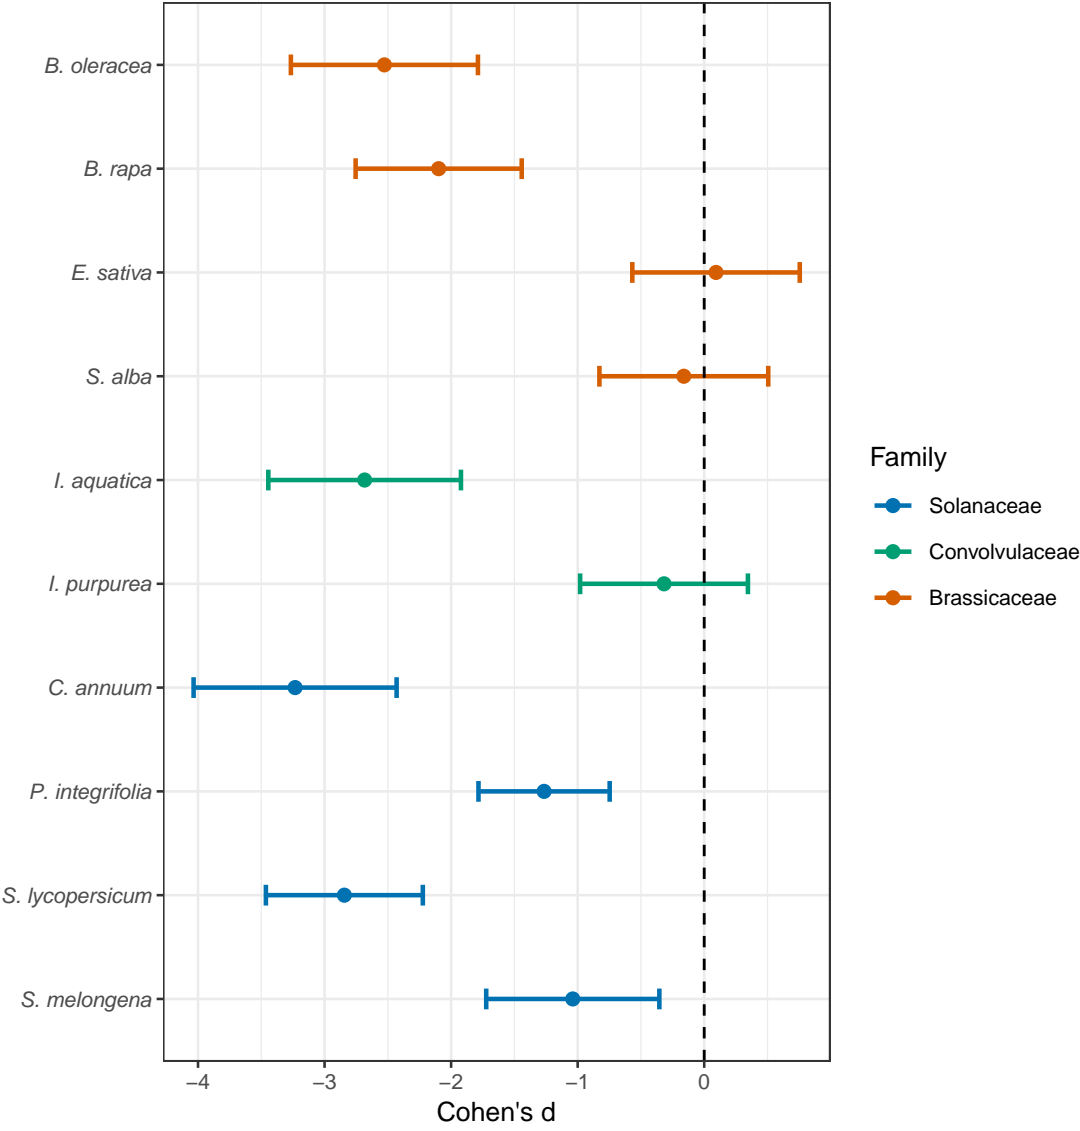 B. oleracea
B. rapa
E. sativa
S. alba
I. aquatica
I. purpurea
C. annuum
P. integrifolia
S. lycopersicum
S. melongena
−4 −3 −2 −1 0
Cohen's d
Family
Solanaceae
Convolvulaceae
Brassicaceae